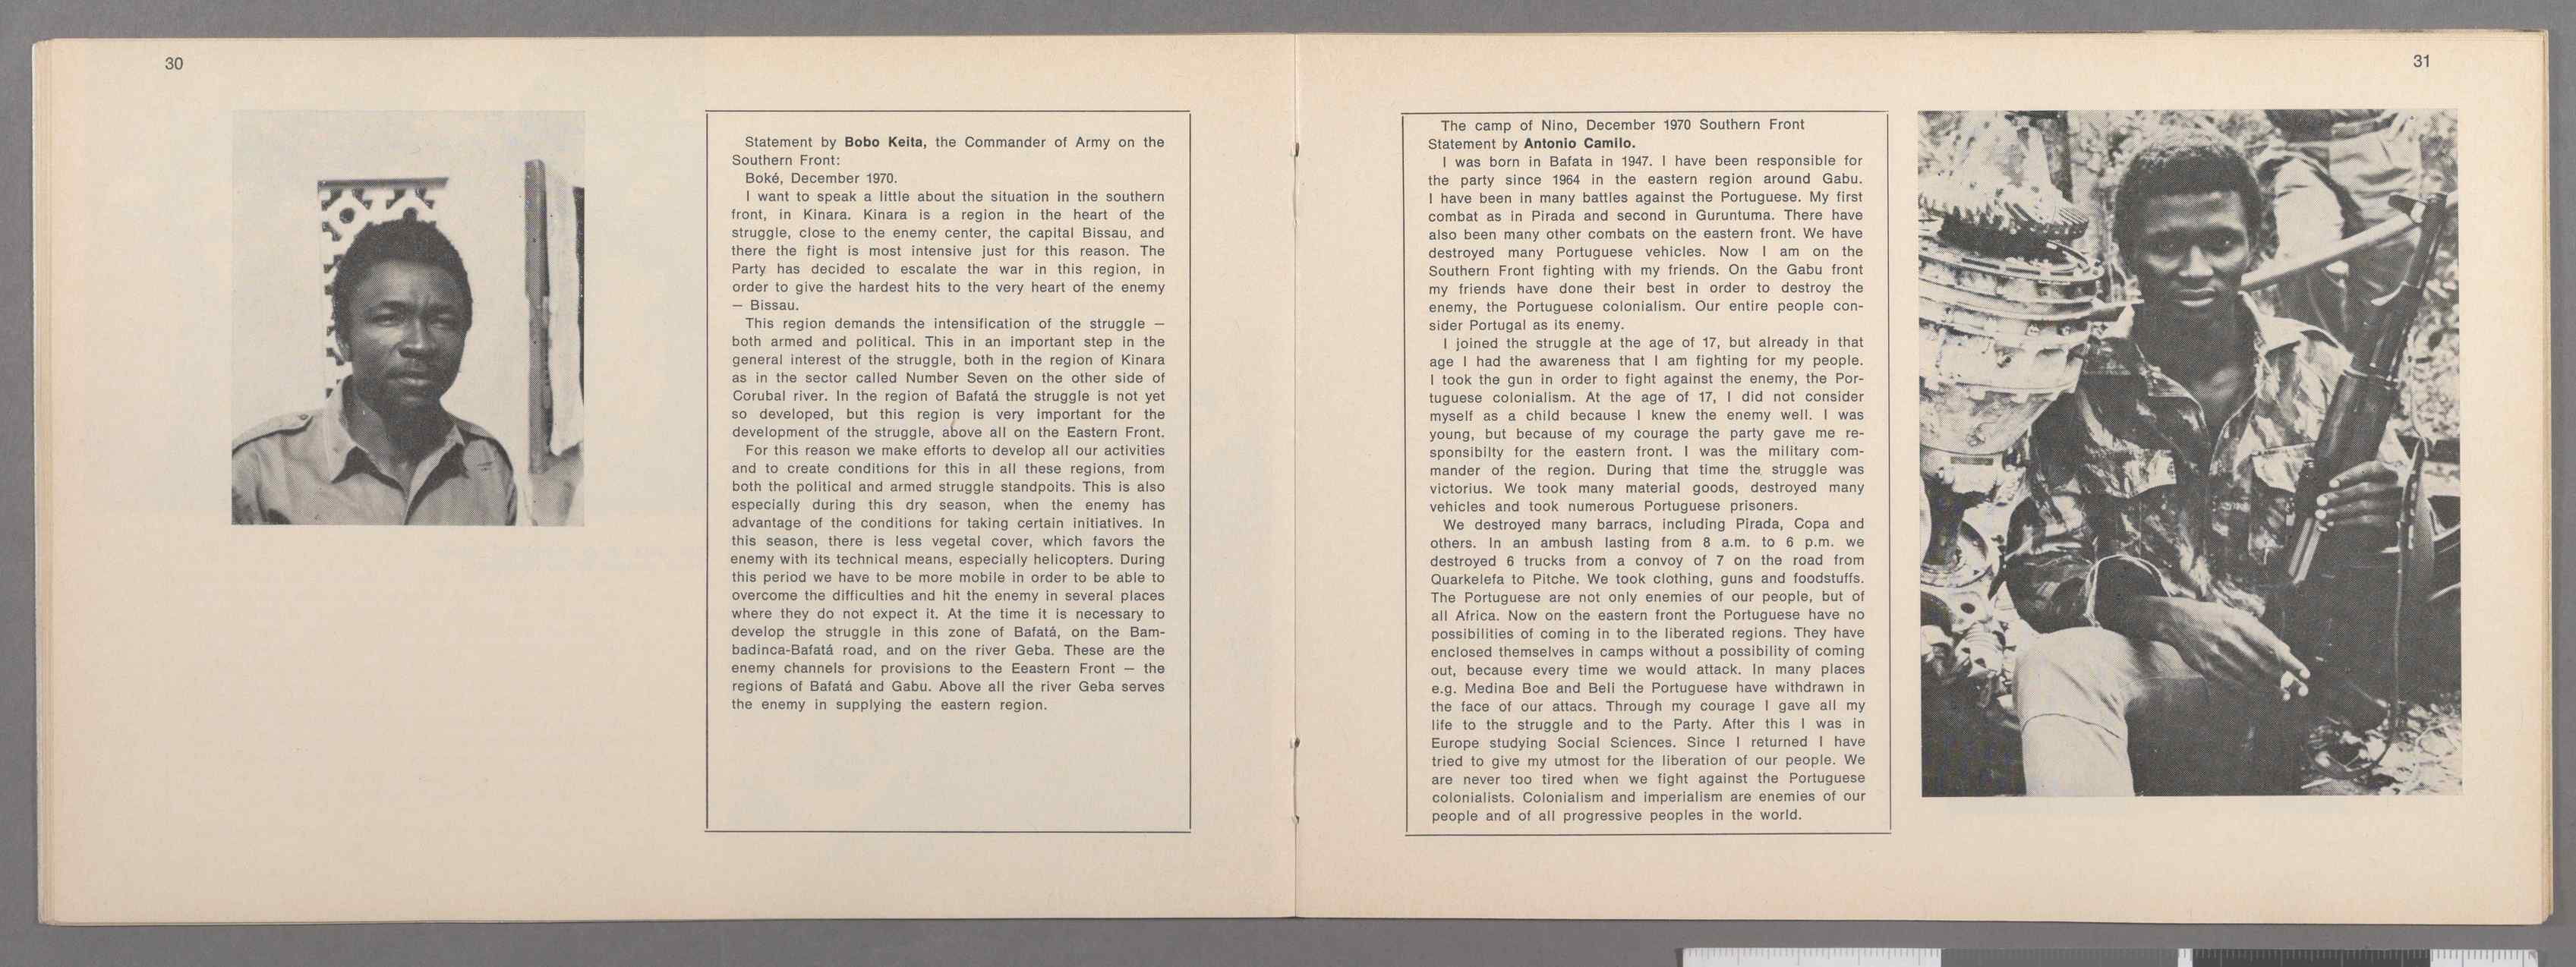 30
Statement by Bobo Keita, the Commander of Army on the
Southern Front:
Boké, December 1970.
I want to speak a little about the situation in the southern
front, in Kinara. Kinara is a region in the heart of the
struggle, close to the enemy center, the capital Bissau, and
there the fight is most intensive just for this reason. The
Party has decided to escalate the war in this region, in
order to give the hardest hits to the very heart of the enemy
— Bissau.
This region demands the intensification of the struggle —
both armed and political. This in an important step in the
general interest of the struggle, both in the region of Kinara
as in the sector called Number Seven on the other side of
Corubal river. In the region of Bafatá the struggle is not yet
so developed, but this region is very important for the
development of the struggle, above all on the Eastern Front.
For this reason we make efforts to develop all our activities
and to create conditions for this in all these regions, from
both the political and armed struggle standpoits. This is also
especially during this dry season, when the enemy has
advantage of the conditions for taking certain initiatives. In
this season, there is less vegetal cover, which favors the
enemy with its technical means, especially helicopters. During
this period we have to be more mobile in order to be able to
overcome the difficulties and hit the enemy in several places
where they do not expect it. At the time it is necessary to
develop the struggle in this zone of Bafatá, on the Bam-
badinca-Bafatá road, and on the river Geba. These are the
enemy channels for provisions to the Eeastern Front — the
regions of Bafatá and Gabu. Above all the river Geba serves
the enemy in supplying the eastern region.
31
The camp of Nino, December 1970 Southern Front
Statement by Antonio Camilo.
I was born in Bafata in 1947. I have been responsible for
the party since 1964 in the eastern region around Gabu.
I have been in many battles against the Portuguese. My first
combat as in Pirada and second in Guruntuma. There have
also been many other combats on the eastern front. We have
destroyed many Portuguese vehicles. Now I am on the
Southern Front fighting with my friends. On the Gabu front
my friends have done their best in order to destroy the
enemy, the Portuguese colonialism. Our entire people con-
sider Portugal as its enemy.
I joined the struggle at the age of 17, but already in that
age I had the awareness that I am fighting for my people.
I took the gun in order to fight against the enemy, the Por-
tuguese colonialism. At the age of 17, I did not consider
myself as a child because I knew the enemy well. I was
young, but because of my courage the party gave me re-
sponsibilty for the eastern front. I was the military com-
mander of the region. During that time the struggle was
victorius. We took many material goods, destroyed many
vehicles and took numerous Portuguese prisoners.
We destroyed many barracs, including Pirada, Copa and
others. In an ambush lasting from 8 a.m. to 6 p.m. we
destroyed 6 trucks from a convoy of 7 on the road from
Quarkelefa to Pitche. We took clothing, guns and foodstuffs.
The Portuguese are not only enemies of our people, but of
all Africa. Now on the eastern front the Portuguese have no
possibilities of coming in to the liberated regions. They have
enclosed themselves in camps without a possibility of coming
out, because every time we would attack. In many places
e.g. Medina Boe and Beli the Portuguese have withdrawn in
the face of our attacs. Through my courage I gave all my
life to the struggle and to the Party. After this I was in
Europe studying Social Sciences. Since I returned I have
tried to give my utmost for the liberation of our people. We
are never too tired when we fight against the Portuguese
colonialists. Colonialism and imperialism are enemies of our
people and of all progressive peoples in the world.